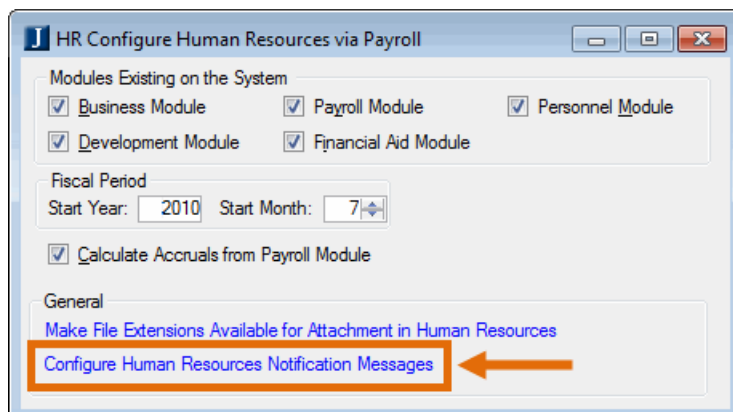 J HR Configure Human Resources via Payroll
Modules Existing on the System
Business Module Payroll Module Personnel Module
Development Module Financial Aid Module
Fiscal Period
Start Year: 2010 Start Month: 7
Calculate Accruals from Payroll Module
General
Make File Extensions Available for Attachment in Human Resources
Configure Human Resources Notification Messages